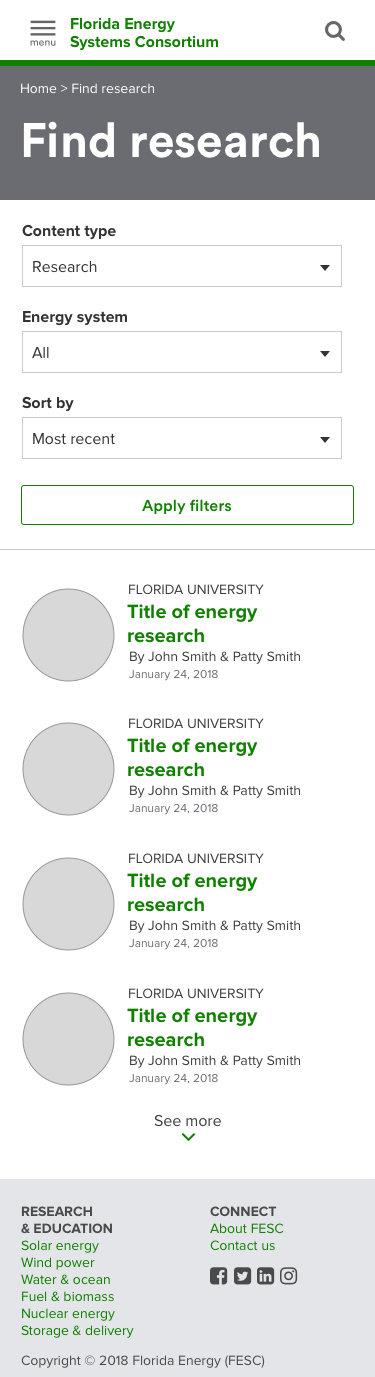 menu
Florida Energy
Systems Consortium
Home > Find research
Find research
Content type
Research
Energy system
All
Sort by
Most recent
Apply filters
FLORIDA UNIVERSITY
Title of energy
research
By John Smith & Patty Smith
January 24, 2018
FLORIDA UNIVERSITY
Title of energy
research
By John Smith & Patty Smith
January 24, 2018
FLORIDA UNIVERSITY
Title of energy
research
By John Smith & Patty Smith
January 24, 2018
FLORIDA UNIVERSITY
Title of energy
research
By John Smith & Patty Smith
January 24, 2018
See more
RESEARCH
& EDUCATION
Solar energy
Wind power
Water & ocean
Fuel & biomass
Nuclear energy
Storage & delivery
CONNECT
About FESC
Contact us
Copyright © 2018 Florida Energy (FESC)